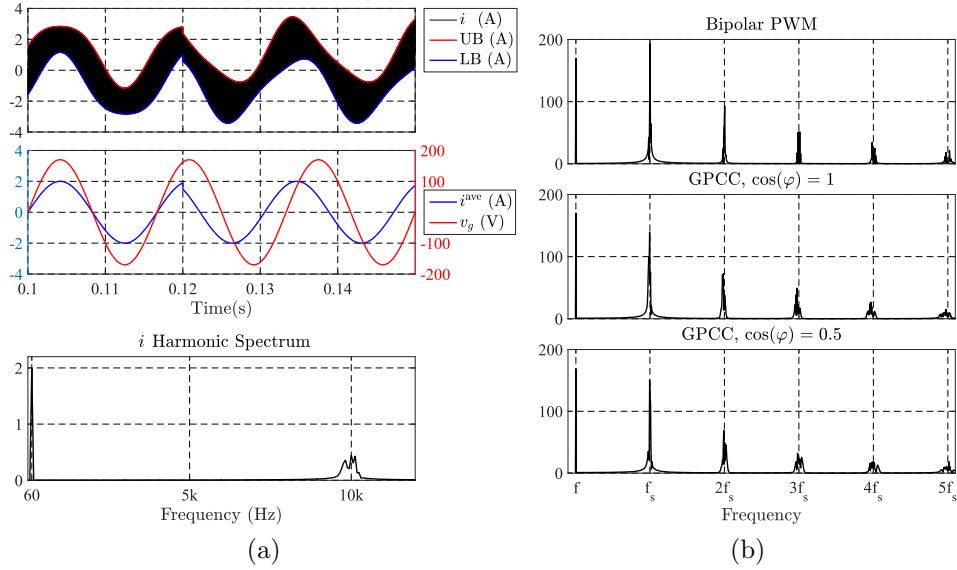 4
2
0
-2
-4
i (A)
UB (A)
LB (A)
4
2
0
-2
-4
200
100
0
-100
-200
i^ave (A)
v_g (V)
0.1
0.11
0.12
0.13
0.14
Time(s)
i Harmonic Spectrum
2
1
0
60
5k
10k
Frequency (Hz)
(a)
Bipolar PWM
200
100
0
GPCC, cos(φ) = 1
200
100
0
GPCC, cos(φ) = 0.5
200
100
0
f
f_s
2f_s
3f_s
4f_s
5f_s
Frequency
(b)